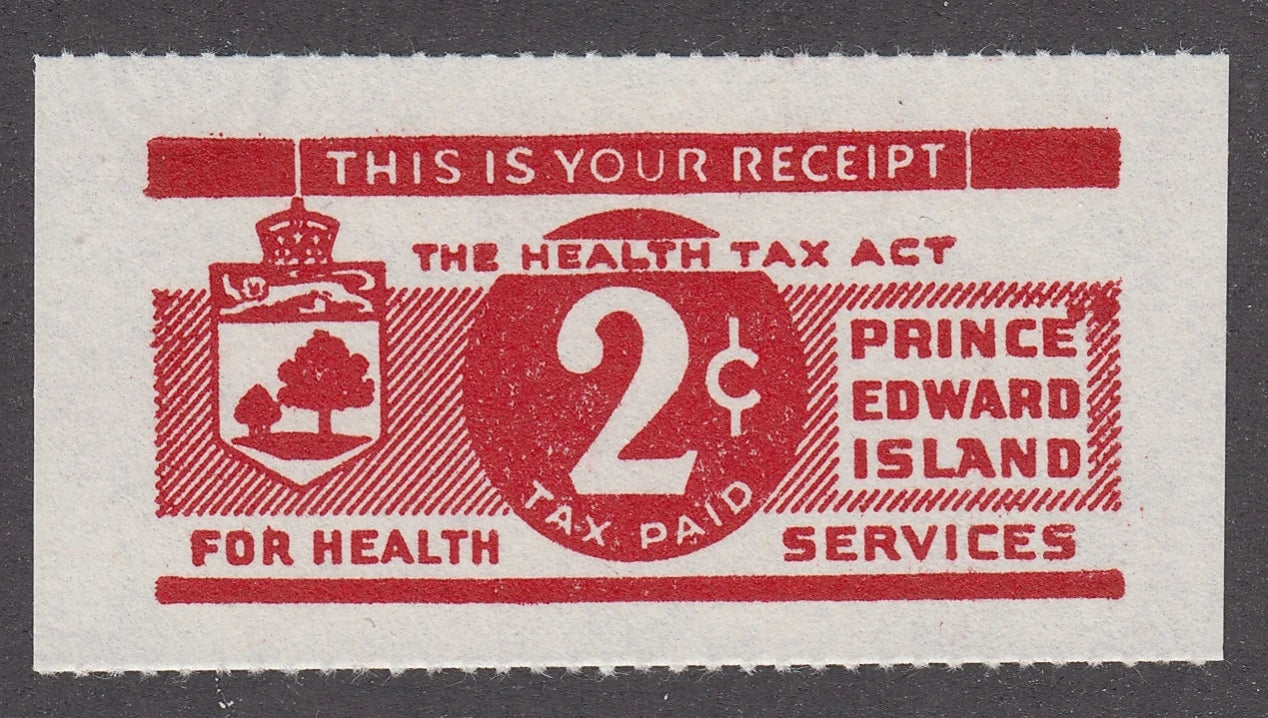 THIS IS YOUR RECEIPT
THE HEALTH TAX ACT
2¢
PRINCE
EDWARD
ISLAND
TAX PAID
FOR HEALTH SERVICES